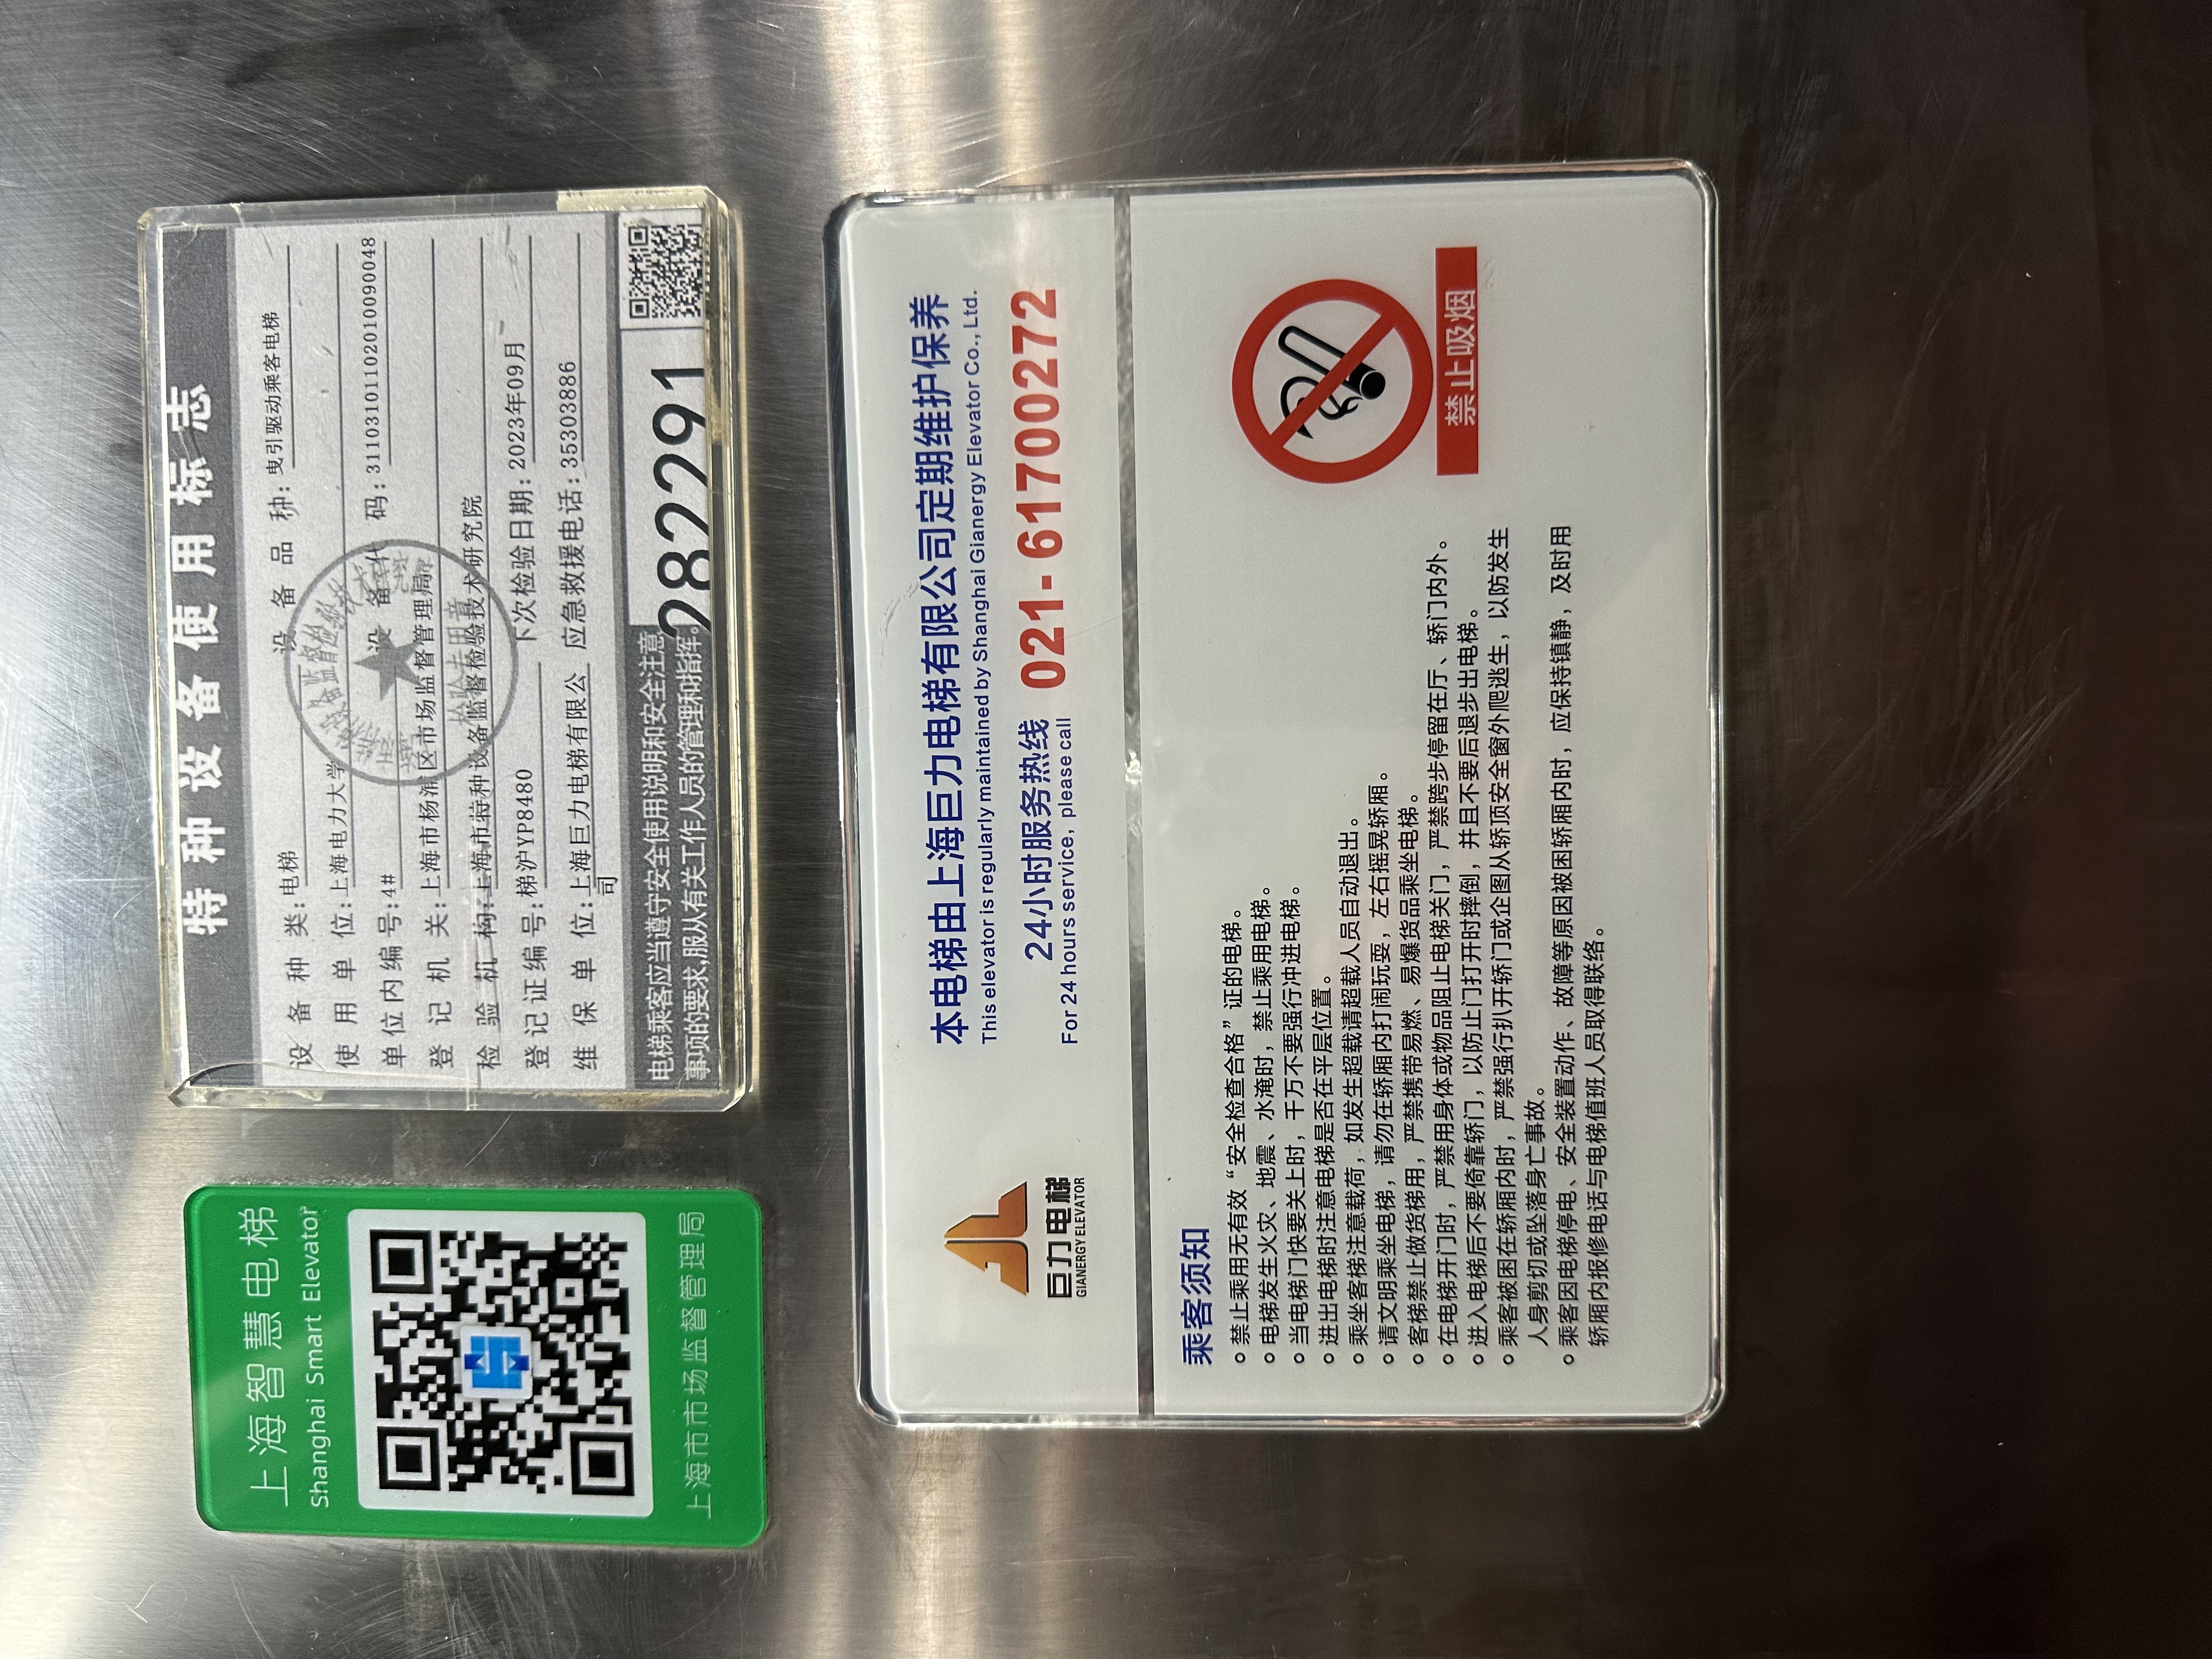 上海智慧电梯
Shanghai Smart Elevator
上海市市场监督管理局
特种设备使用标志
设备种类:电梯
设备品种:曳引驱动乘客电梯
使用单位:上海电力大学
单位内编号:4#
设备代码:31103101102010090048
登记机关:上海市杨浦区市场监督管理局
检验机构:上海市特种设备监督检验技术研究院
登记证编号:梯沪YP8480
下次检验日期:2023年09月
维保单位:上海巨力电梯有限公
司
应急救援电话:35303886
电梯乘客应当遵守安全使用说明和安全注意
事项的要求,服从有关工作人员的管理和指挥。
282291
检验专用章
巨力电梯
GIANERGY ELEVATOR
本电梯由上海巨力电梯有限公司定期维护保养
This elevator is regularly maintained by Shanghai Gianergy Elevator Co., Ltd.
24小时服务热线 021-61700272
For 24 hours service, please call
乘客须知
禁止乘用无有效“安全检查合格”证的电梯。
电梯发生火灾、地震、水淹时，禁止乘用电梯。
当电梯门快要关上时，千万不要强行冲进电梯。
进出电梯时注意电梯是否在平层位置。
乘坐客梯注意载荷，如发生超载请超载人员自动退出。
请文明乘坐电梯，请勿在轿厢内打闹玩耍，左右摇晃轿厢。
客梯禁止做货梯用，严禁携带易燃、易爆货品乘坐电梯。
在电梯开门时，严禁用身体或物品阻止电梯关门，严禁跨步停留在厅、轿门内外。
进入电梯后不要倚靠轿门，以防止门打开时摔倒，并且不要后退步出电梯。
乘客被困在轿厢内时，严禁强行扒开轿门或企图从轿顶安全窗外爬逃生，以防发生
人身剪切或坠落身亡事故。
乘客因电梯停电、安全装置动作、故障等原因被困轿厢内时，应保持镇静，及时用
轿厢内报修电话与电梯值班人员取得联络。
禁止吸烟